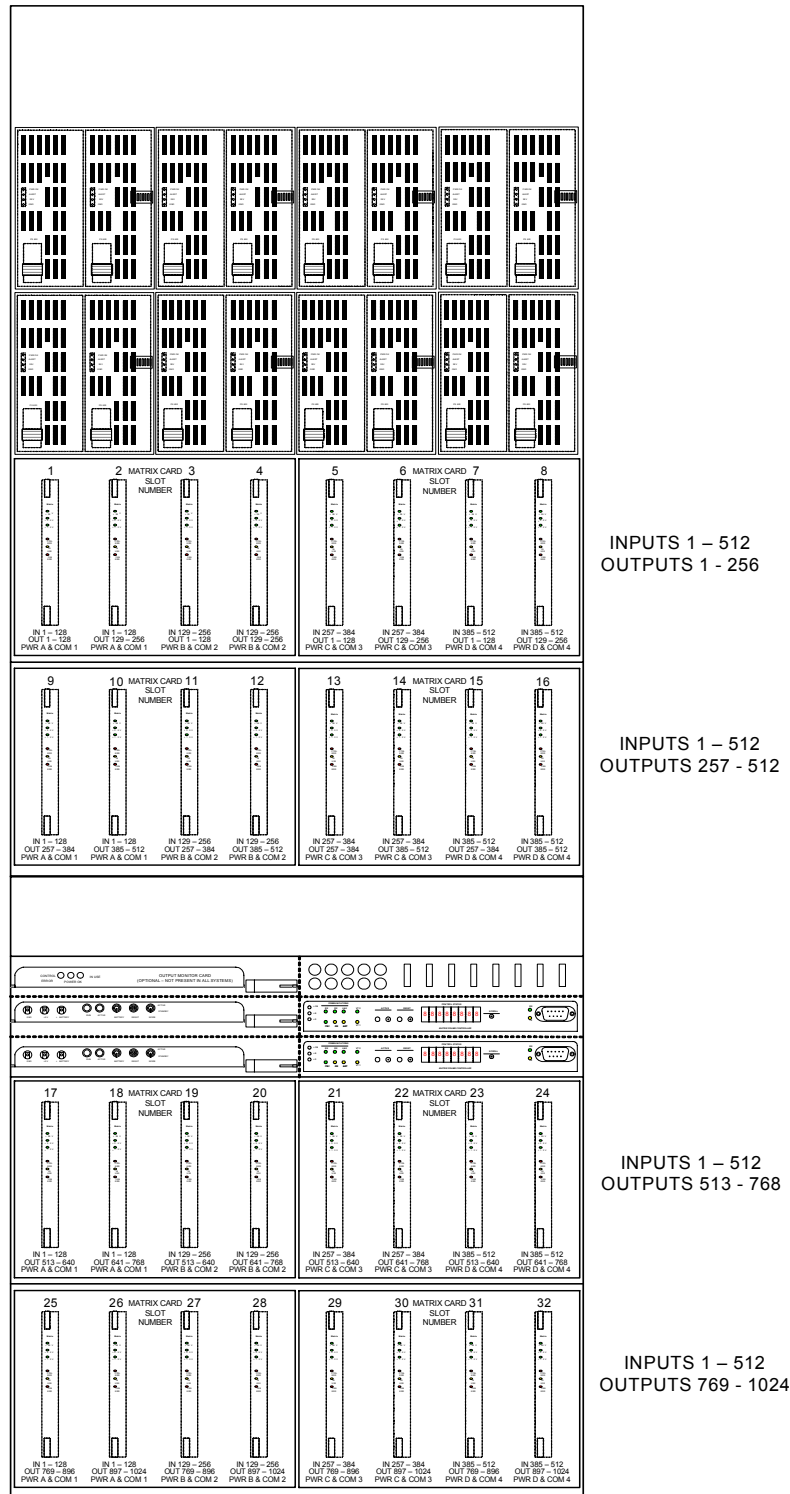 1 2 MATRIX CARD 3 4 5 6 MATRIX CARD 7 8
SLOT SLOT
NUMBER NUMBER
IN 1 – 128 IN 1 – 128 IN 129 – 256 IN 129 – 256 IN 257 – 384 IN 257 – 384 IN 385 – 512 IN 385 – 512
OUT 1 – 128 OUT 129 – 256 OUT 1 – 128 OUT 129 – 256 OUT 1 – 128 OUT 129 – 256 OUT 1 – 128 OUT 129 – 256
PWR A & COM 1 PWR A & COM 1 PWR B & COM 2 PWR B & COM 2 PWR C & COM 3 PWR C & COM 3 PWR D & COM 4 PWR D & COM 4
INPUTS 1 – 512
OUTPUTS 1 - 256
9 10 MATRIX CARD 11 12 13 14 MATRIX CARD 15 16
SLOT SLOT
NUMBER NUMBER
IN 1 – 128 IN 1 – 128 IN 129 – 256 IN 129 – 256 IN 257 – 384 IN 257 – 384 IN 385 – 512 IN 385 – 512
OUT 257 – 384 OUT 385 – 512 OUT 257 – 384 OUT 385 – 512 OUT 257 – 384 OUT 385 – 512 OUT 257 – 384 OUT 385 – 512
PWR A & COM 1 PWR A & COM 1 PWR B & COM 2 PWR B & COM 2 PWR C & COM 3 PWR C & COM 3 PWR D & COM 4 PWR D & COM 4
INPUTS 1 – 512
OUTPUTS 257 - 512
CONTROL IN USE OUTPUT MONITOR CARD
ERROR POWER ON (OPTIONAL – NOT PRESENT IN ALL SYSTEMS)
17 18 MATRIX CARD 19 20 21 22 MATRIX CARD 23 24
SLOT SLOT
NUMBER NUMBER
IN 1 – 128 IN 1 – 128 IN 129 – 256 IN 129 – 256 IN 257 – 384 IN 257 – 384 IN 385 – 512 IN 385 – 512
OUT 513 – 640 OUT 641 – 768 OUT 513 – 640 OUT 641 – 768 OUT 513 – 640 OUT 641 – 768 OUT 513 – 640 OUT 641 – 768
PWR A & COM 1 PWR A & COM 1 PWR B & COM 2 PWR B & COM 2 PWR C & COM 3 PWR C & COM 3 PWR D & COM 4 PWR D & COM 4
INPUTS 1 – 512
OUTPUTS 513 - 768
25 26 MATRIX CARD 27 28 29 30 MATRIX CARD 31 32
SLOT SLOT
NUMBER NUMBER
IN 1 – 128 IN 1 – 128 IN 129 – 256 IN 129 – 256 IN 257 – 384 IN 257 – 384 IN 385 – 512 IN 385 – 512
OUT 769 – 896 OUT 897 – 1024 OUT 769 – 896 OUT 897 – 1024 OUT 769 – 896 OUT 897 – 1024 OUT 769 – 896 OUT 897 – 1024
PWR A & COM 1 PWR A & COM 1 PWR B & COM 2 PWR B & COM 2 PWR C & COM 3 PWR C & COM 3 PWR D & COM 4 PWR D & COM 4
INPUTS 1 – 512
OUTPUTS 769 - 1024